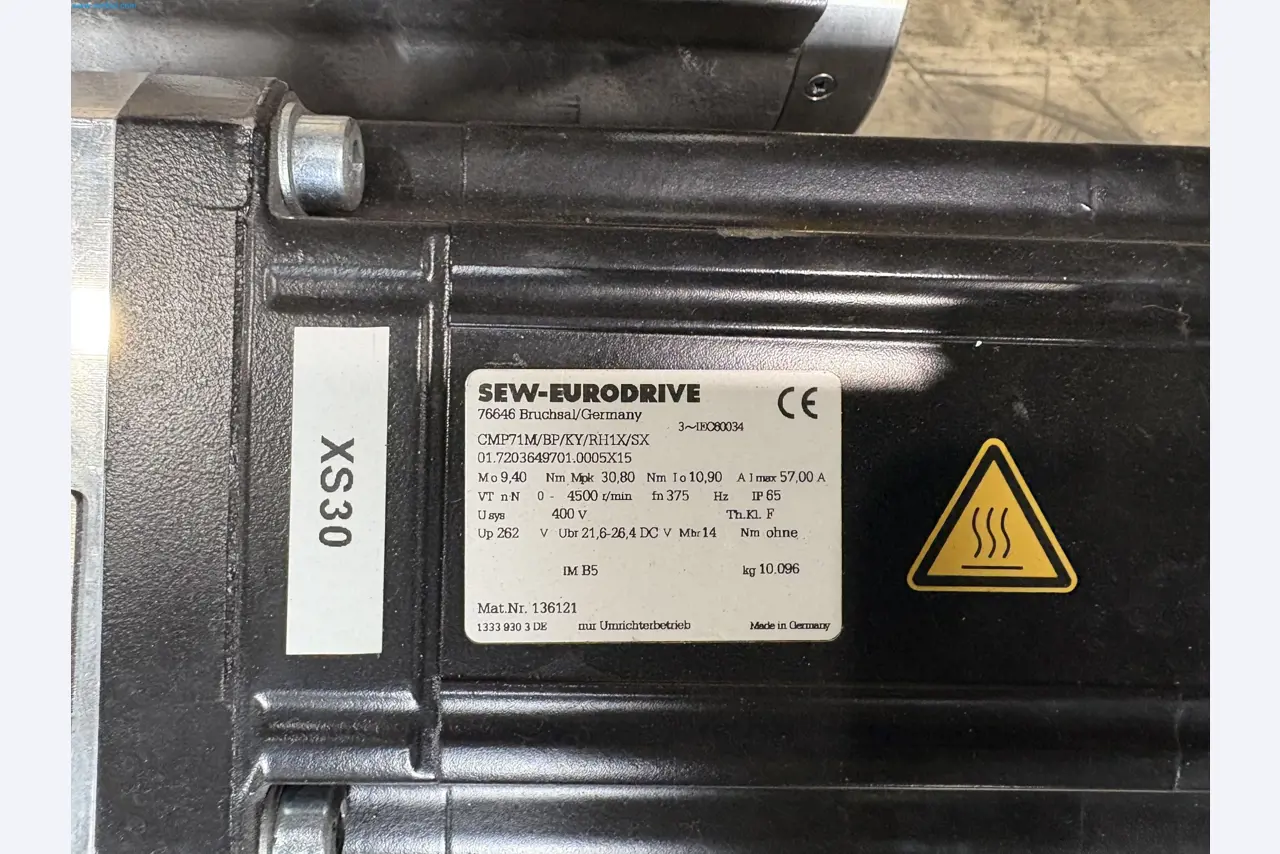 XS30
SEW-EURODRIVE
76646 Bruchsal/Germany
CE
3~IEC60034
CMP71M/BP/KY/RH1X/SX
01.7203649701.0005X15
Mo 9,40 Nm Mpk 30,80 Nm Io 10,90 A Imax 57,00 A
VT nN 0 - 4500 r/min fn 375 Hz IP 65
Usys 400 V Th.Kl. F
Up 262 V Ubr 21,6-26,4 DC V Mbr 14 Nm ohne
IM B5 kg 10.096
Mat.Nr. 136121
1333 930 3 DE nur Umrichterbetrieb Made in Germany